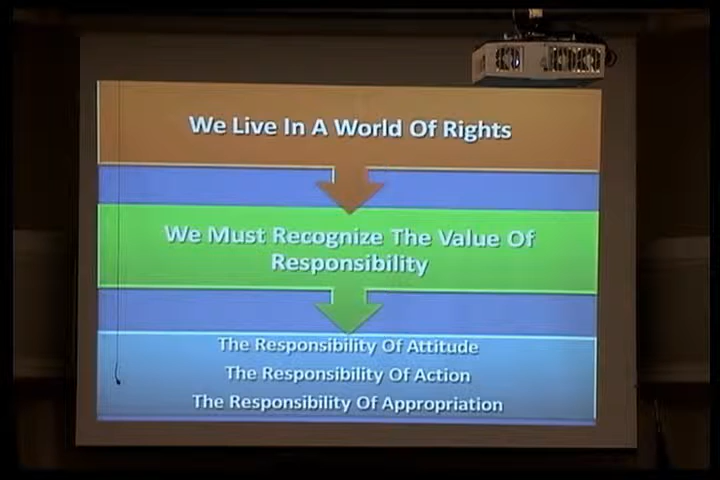 We Live In A World Of Rights
We Must Recognize The Value Of
Responsibility
The Responsibility Of Attitude
The Responsibility Of Action
The Responsibility Of Appropriation